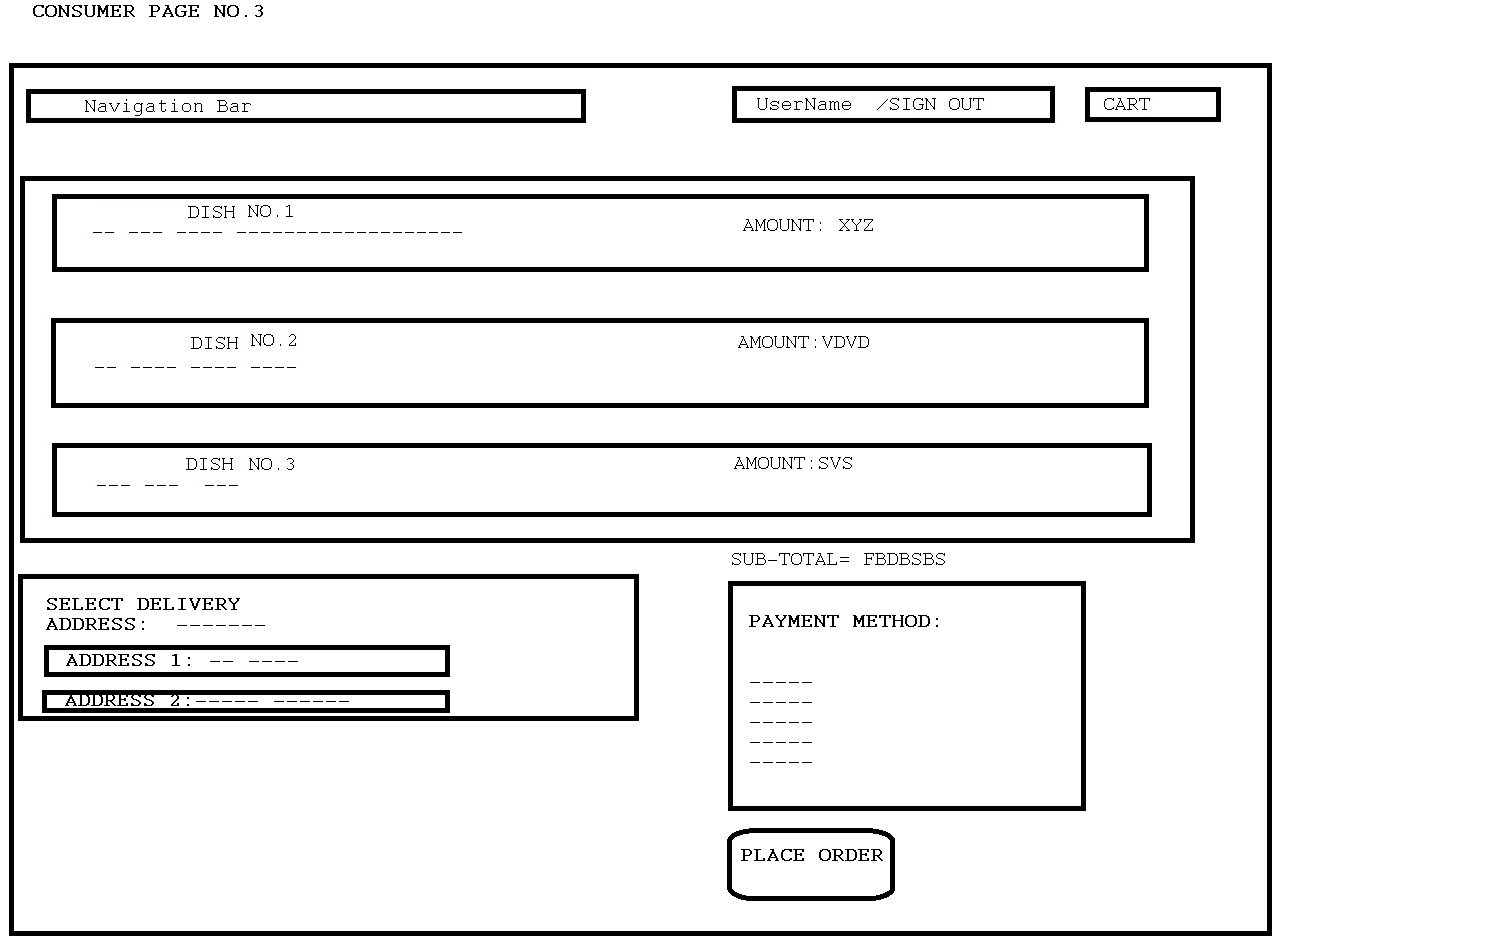 CONSUMER PAGE NO.3
Navigation Bar
UserName /SIGN OUT
CART
DISH NO.1
-- --- ---- -------------------
AMOUNT: XYZ
DISH NO.2
-- ---- ---- ----
AMOUNT:VDVD
DISH NO.3
--- --- ---
AMOUNT:SVS
SUB-TOTAL= FBDBSBS
SELECT DELIVERY
ADDRESS: -------
ADDRESS 1: -- ----
ADDRESS 2:----- ------
PAYMENT METHOD:
-----
-----
-----
-----
-----
PLACE ORDER